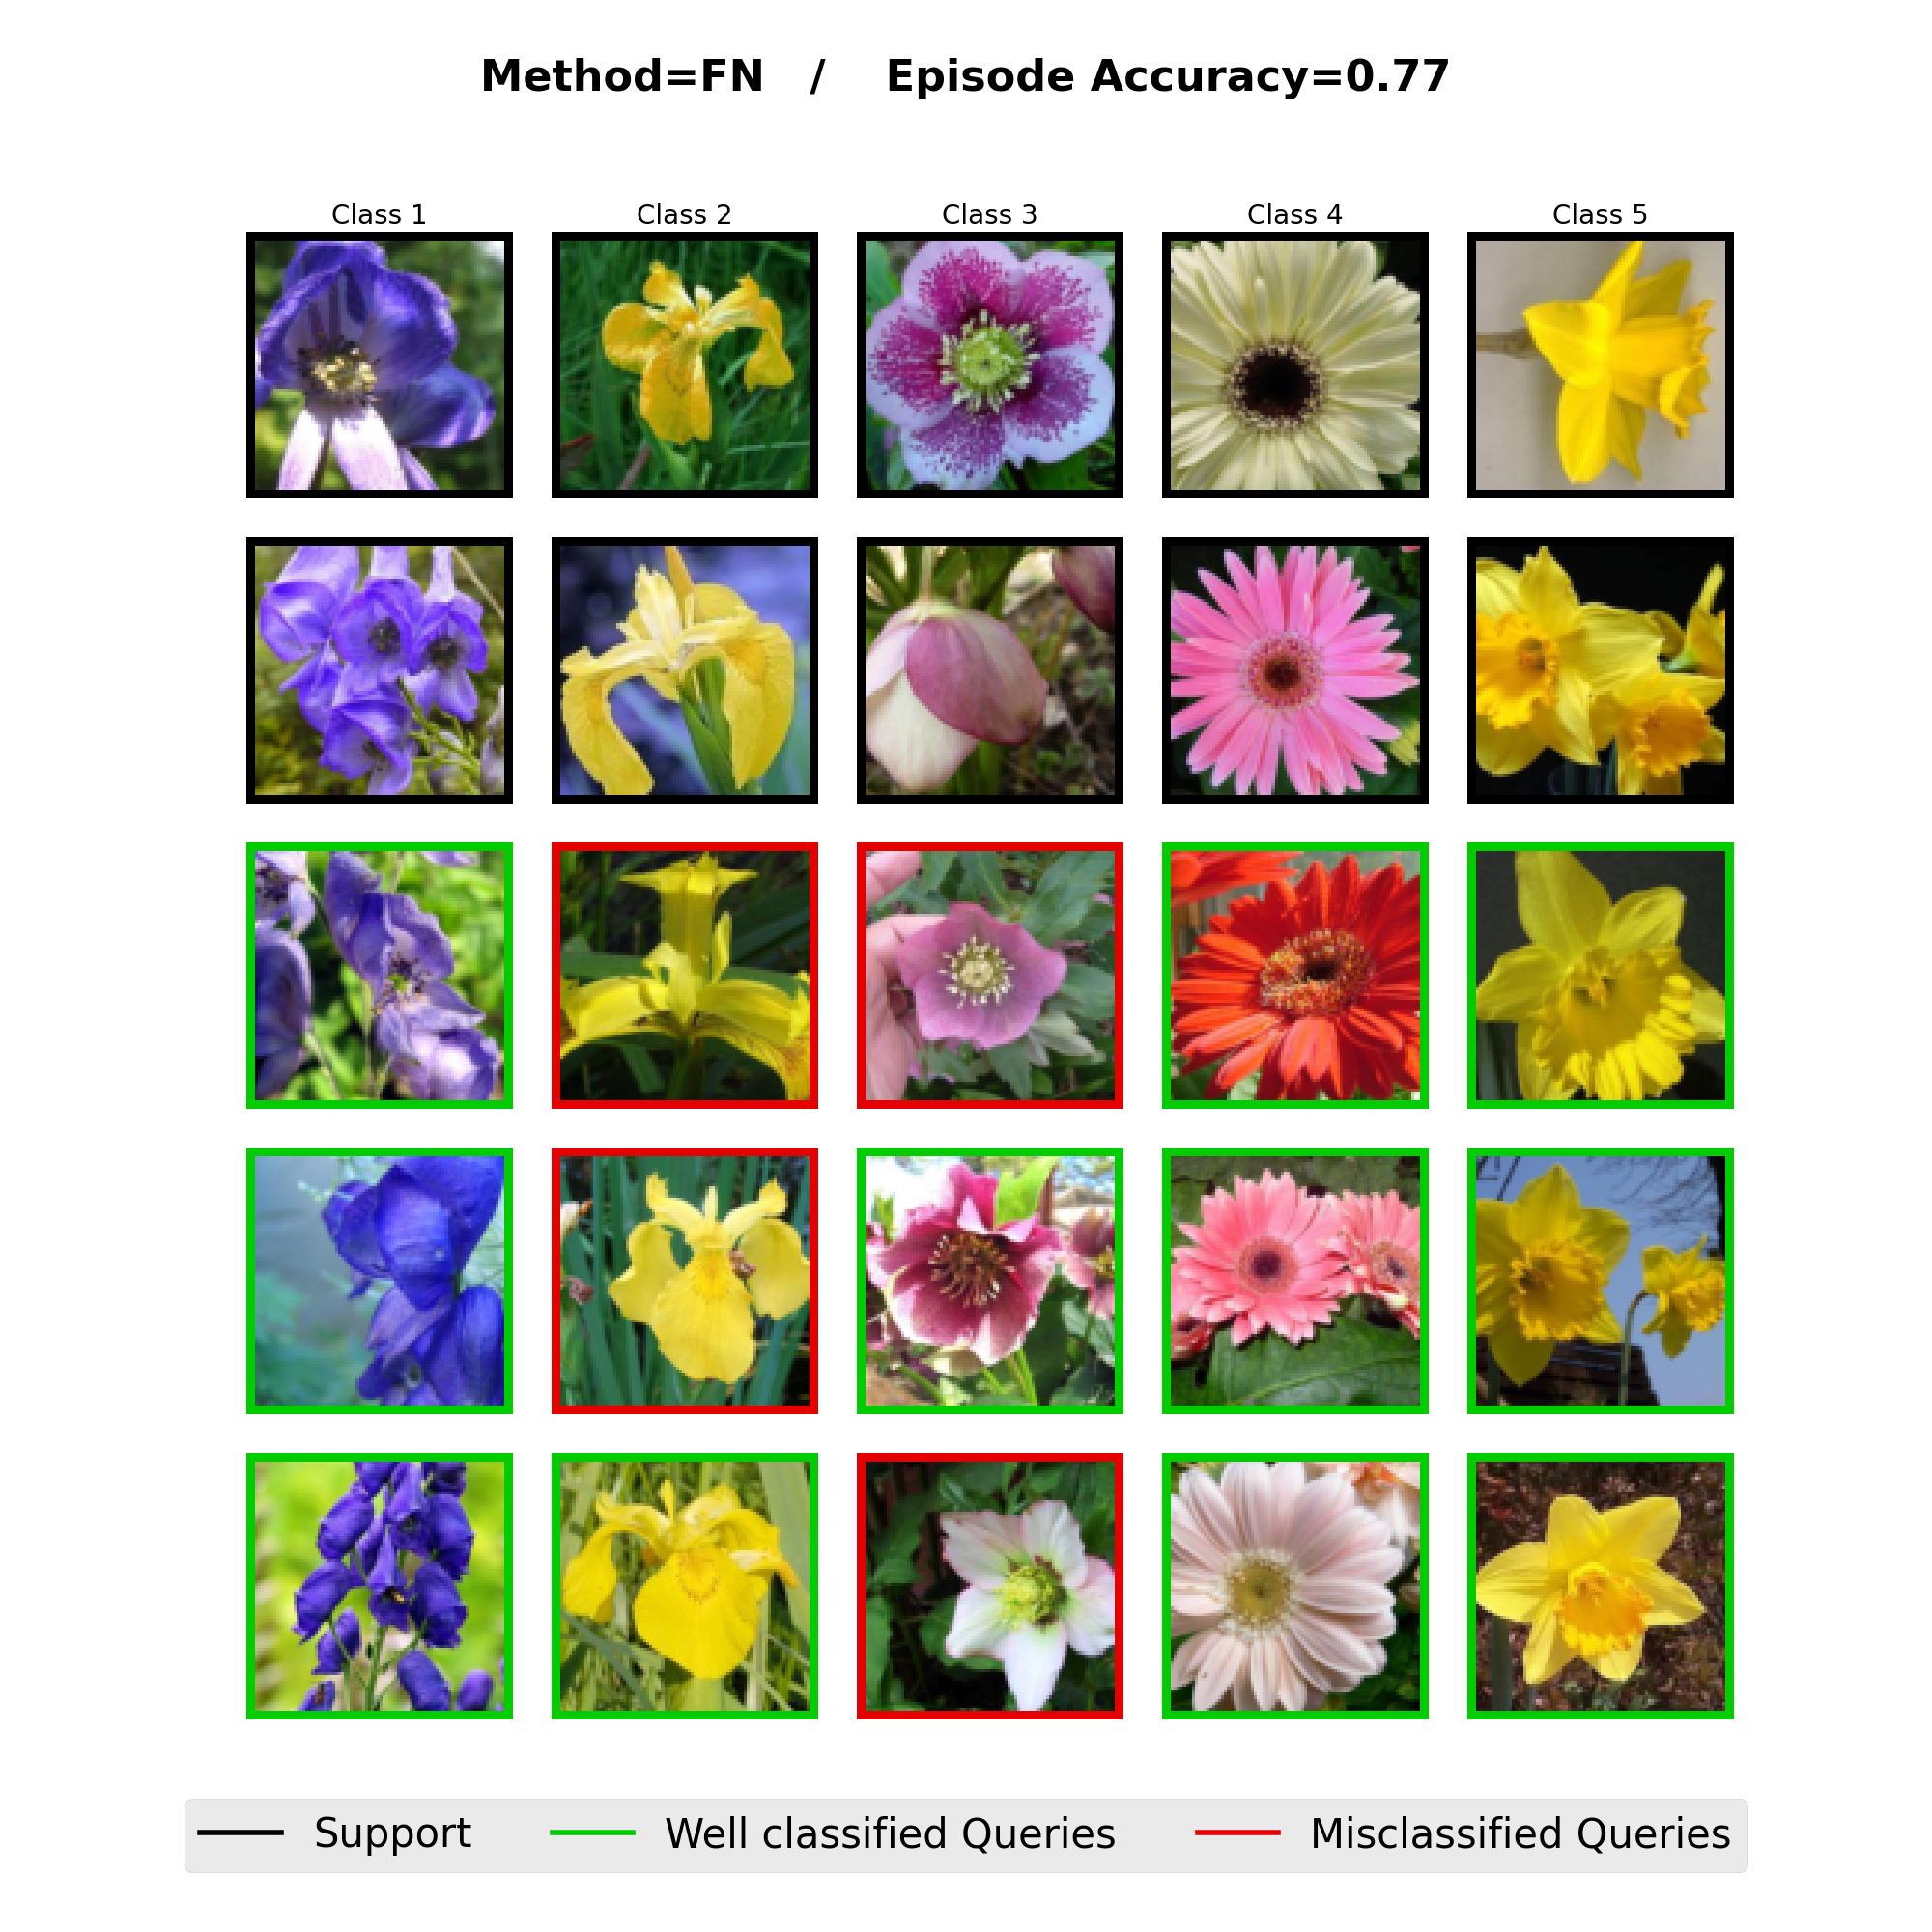 Method=FN / Episode Accuracy=0.77
Class 1 Class 2 Class 3 Class 4 Class 5
Support Well classified Queries Misclassified Queries